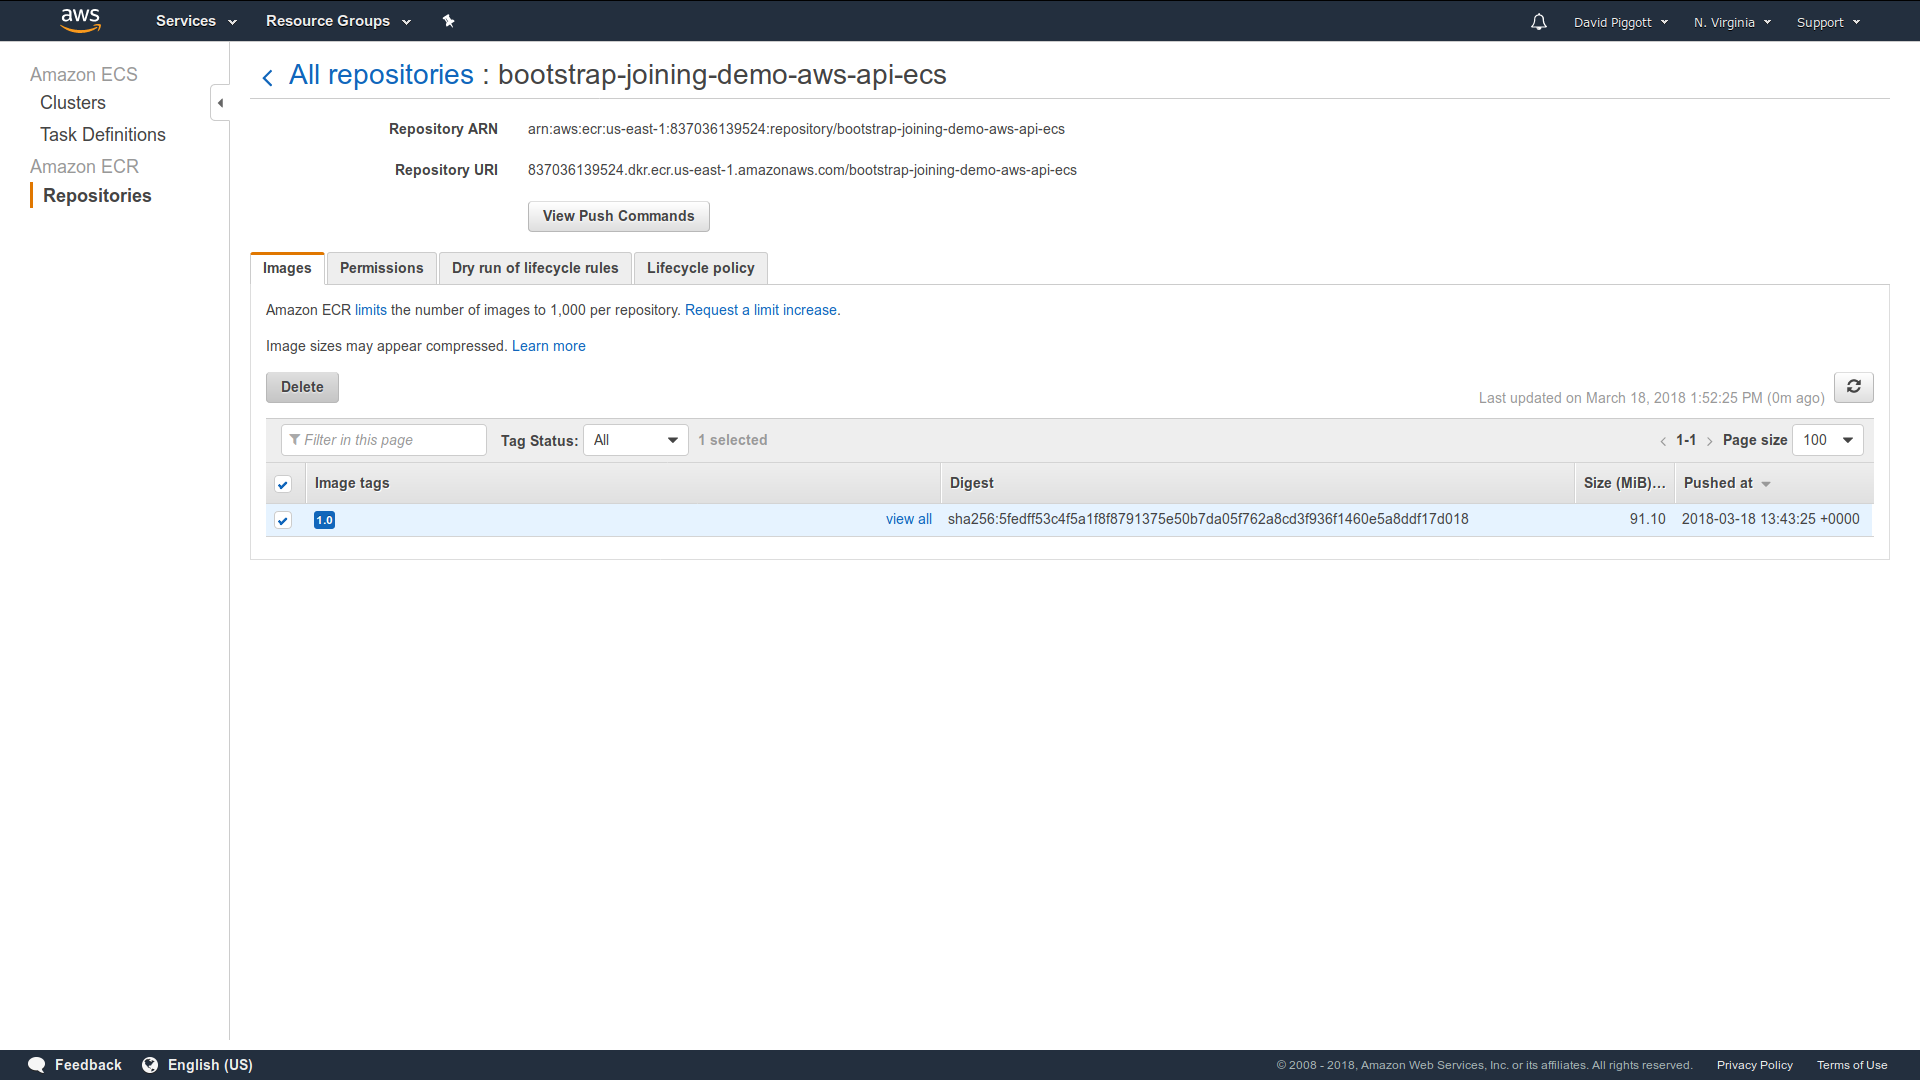 aws Services Resource Groups David Piggott N. Virginia Support
Amazon ECS
Clusters
Task Definitions
Amazon ECR
Repositories
All repositories : bootstrap-joining-demo-aws-api-ecs
Repository ARN arn:aws:ecr:us-east-1:837036139524:repository/bootstrap-joining-demo-aws-api-ecs
Repository URI 837036139524.dkr.ecr.us-east-1.amazonaws.com/bootstrap-joining-demo-aws-api-ecs
View Push Commands
Images Permissions Dry run of lifecycle rules Lifecycle policy
Amazon ECR limits the number of images to 1,000 per repository. Request a limit increase.
Image sizes may appear compressed. Learn more
Delete
Last updated on March 18, 2018 1:52:25 PM (0m ago)
Filter in this page Tag Status: All 1 selected < 1-1 > Page size 100
Image tags Digest Size (MiB)... Pushed at
1.0 view all sha256:5fedff53c4f5a1f8f8791375e50b7da05f762a8cd3f936f1460e5a8ddf17d018 91.10 2018-03-18 13:43:25 +0000
Feedback English (US) © 2008 - 2018, Amazon Web Services, Inc. or its affiliates. All rights reserved. Privacy Policy Terms of Use